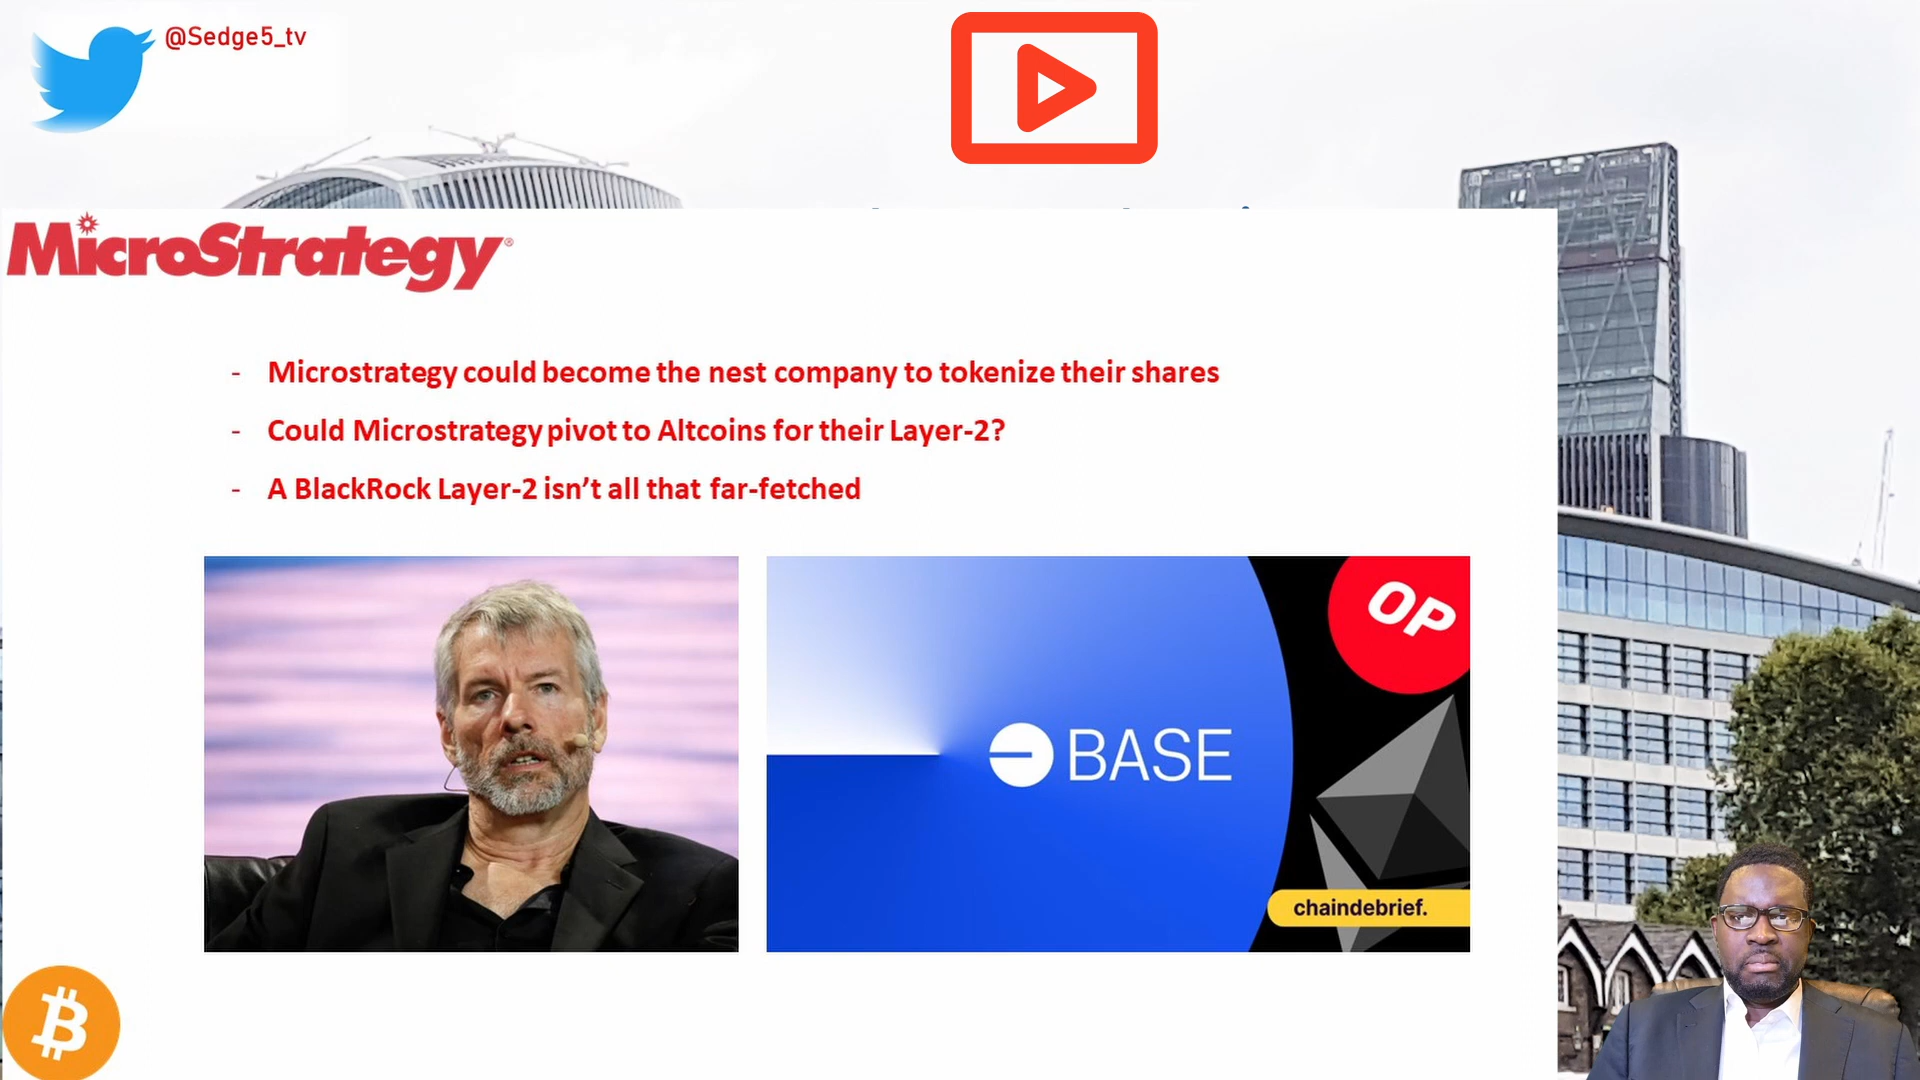 @Sedge5_tv
MicroStrategy®
- Microstrategy could become the nest company to tokenize their shares
- Could Microstrategy pivot to Altcoins for their Layer-2?
- A BlackRock Layer-2 isn't all that far-fetched
OP
BASE
chaindebrief.